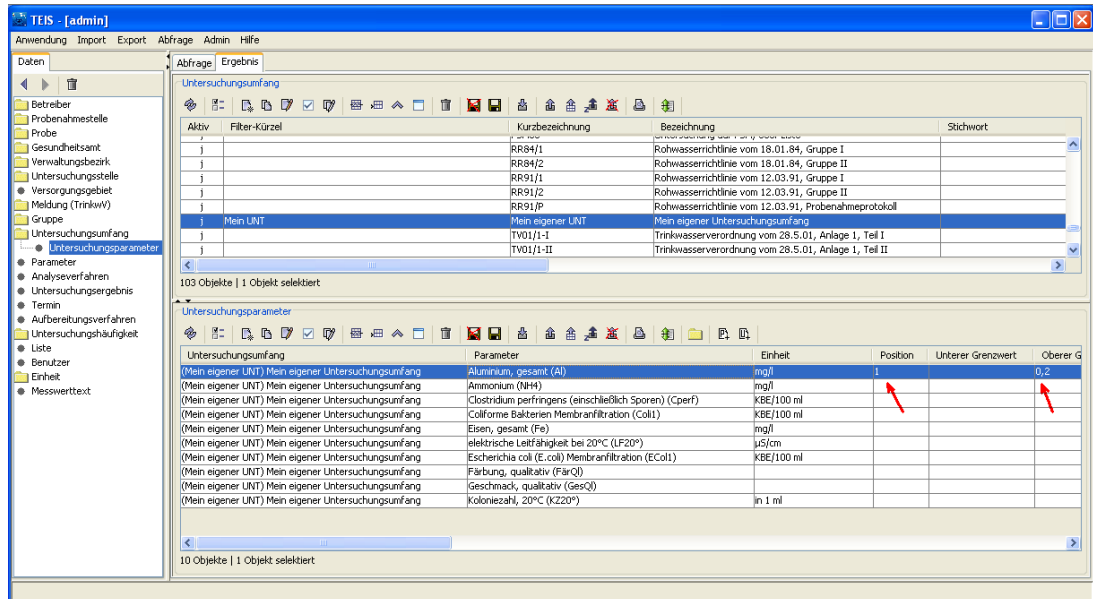 TEIS - [admin]
Anwendung Import Export Abfrage Admin Hilfe
Daten
Abfrage Ergebnis
Betreiber
Probenahmestelle
Probe
Gesundheitsamt
Verwaltungsbezirk
Untersuchungsstelle
Versorgungsgebiet
Meldung (TrinkwV)
Gruppe
Untersuchungsumfang
Untersuchungsparameter
Parameter
Analyseverfahren
Untersuchungsergebnis
Termin
Aufbereitungsverfahren
Untersuchungshäufigkeit
Liste
Benutzer
Einheit
Messwerttext
Untersuchungsumfang
Aktiv Filter-Kürzel Kurzbezeichnung Bezeichnung Stichwort
j RR84/1 Rohwasserrichtlinie vom 18.01.84, Gruppe I
j RR84/2 Rohwasserrichtlinie vom 18.01.84, Gruppe II
j RR91/1 Rohwasserrichtlinie vom 12.03.91, Gruppe I
j RR91/2 Rohwasserrichtlinie vom 12.03.91, Gruppe II
j RR91/P Rohwasserrichtlinie vom 12.03.91, Probenahmeprotokoll
j Mein UNT Mein eigener UNT Mein eigener Untersuchungsumfang
j TV01/1-I Trinkwasserverordnung vom 28.5.01, Anlage 1, Teil I
j TV01/1-II Trinkwasserverordnung vom 28.5.01, Anlage 1, Teil II
103 Objekte | 1 Objekt selektiert
Untersuchungsparameter
Untersuchungsumfang Parameter Einheit Position Unterer Grenzwert Oberer G
(Mein eigener UNT) Mein eigener Untersuchungsumfang Aluminium, gesamt (Al) mg/l 1 0,2
(Mein eigener UNT) Mein eigener Untersuchungsumfang Ammonium (NH4) mg/l
(Mein eigener UNT) Mein eigener Untersuchungsumfang Clostridium perfringens (einschließlich Sporen) (Cperf) KBE/100 ml
(Mein eigener UNT) Mein eigener Untersuchungsumfang Coliforme Bakterien Membranfiltration (Coli1) KBE/100 ml
(Mein eigener UNT) Mein eigener Untersuchungsumfang Eisen, gesamt (Fe) mg/l
(Mein eigener UNT) Mein eigener Untersuchungsumfang elektrische Leitfähigkeit bei 20°C (LF20°) µS/cm
(Mein eigener UNT) Mein eigener Untersuchungsumfang Escherichia coli (E.coli) Membranfiltration (ECol1) KBE/100 ml
(Mein eigener UNT) Mein eigener Untersuchungsumfang Färbung, qualitativ (FärQl)
(Mein eigener UNT) Mein eigener Untersuchungsumfang Geschmack, qualitativ (GesQl)
(Mein eigener UNT) Mein eigener Untersuchungsumfang Koloniezahl, 20°C (KZ20°) in 1 ml
10 Objekte | 1 Objekt selektiert